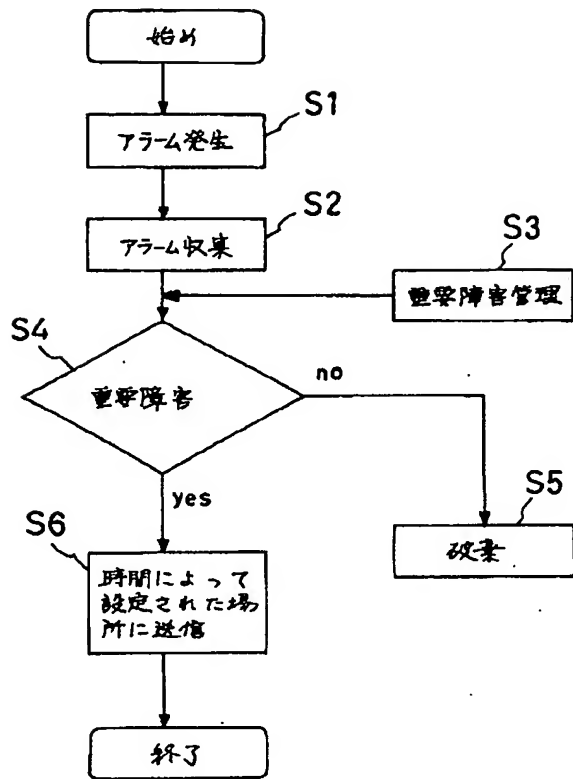 始め
S1
アラーム発生
S2
アラーム収集
S3
重要障害管理
S4
重要障害
no
S5
破棄
yes
S6
時間によって
設定された場
所に送信
終了